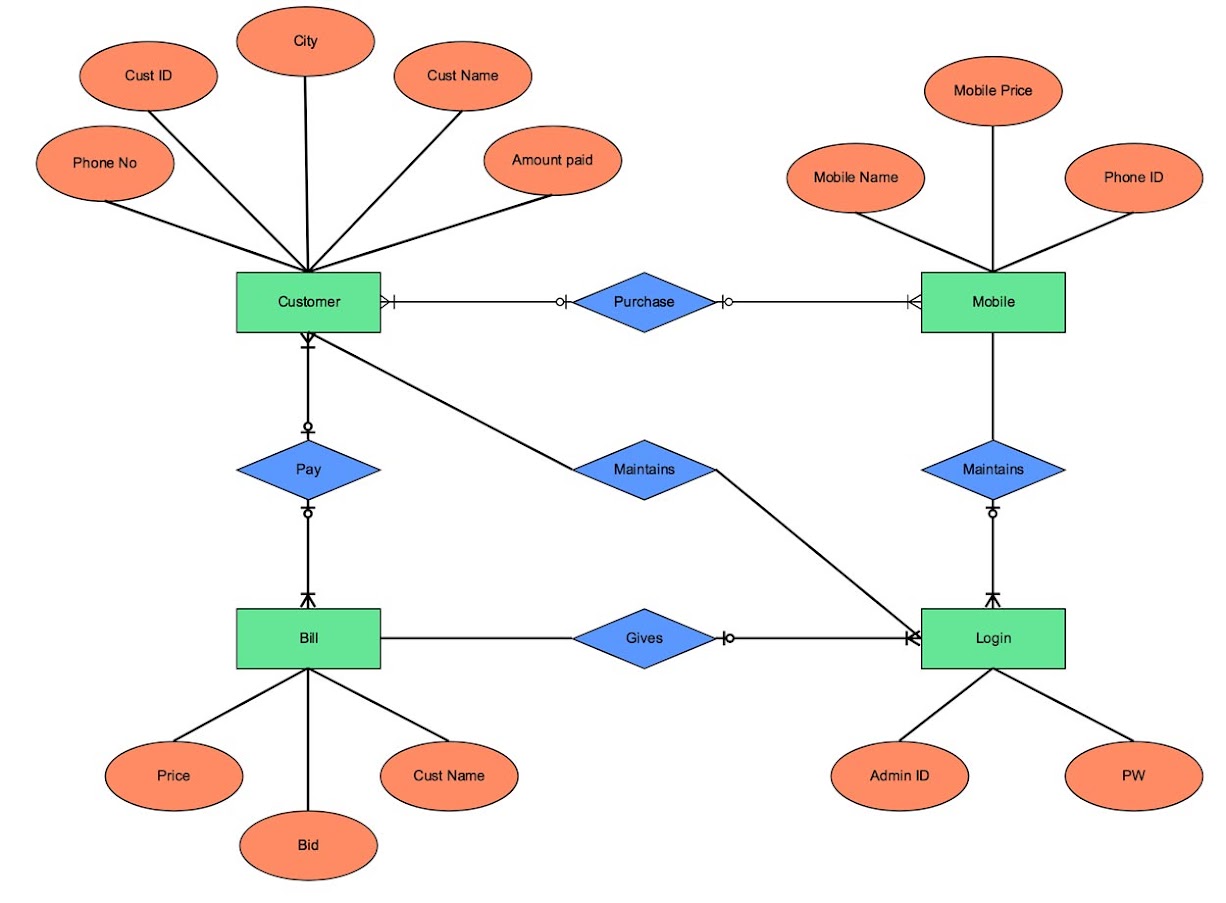 City
Cust ID
Cust Name
Mobile Price
Phone No
Amount paid
Mobile Name
Phone ID
Customer
Purchase
Mobile
Pay
Maintains
Maintains
Bill
Gives
Login
Price
Cust Name
Admin ID
PW
Bid